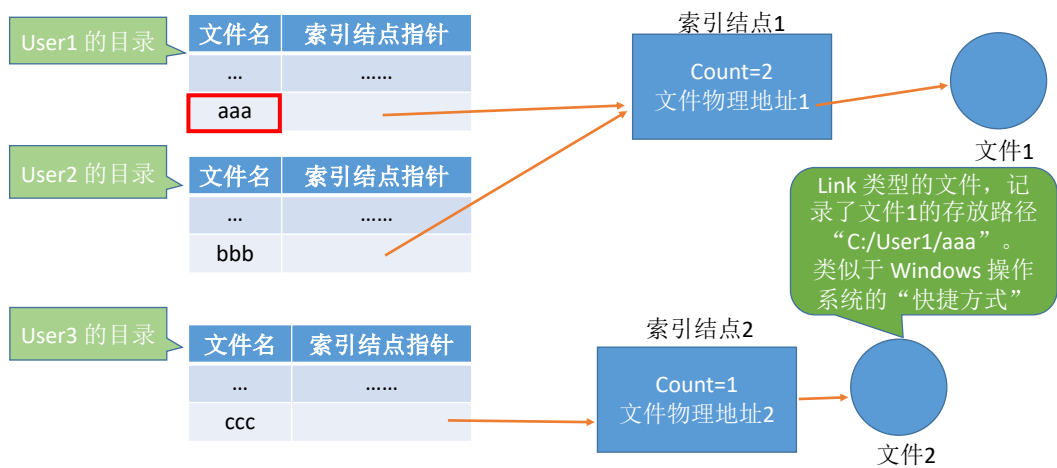 User1 的目录
文件名 索引结点指针
... ......
aaa
User2 的目录
文件名 索引结点指针
... ......
bbb
User3 的目录
文件名 索引结点指针
... ......
ccc
索引结点1
Count=2
文件物理地址1
文件1
Link 类型的文件，记
录了文件1的存放路径
“C:/User1/aaa”。
类似于 Windows 操作
系统的“快捷方式”
索引结点2
Count=1
文件物理地址2
文件2